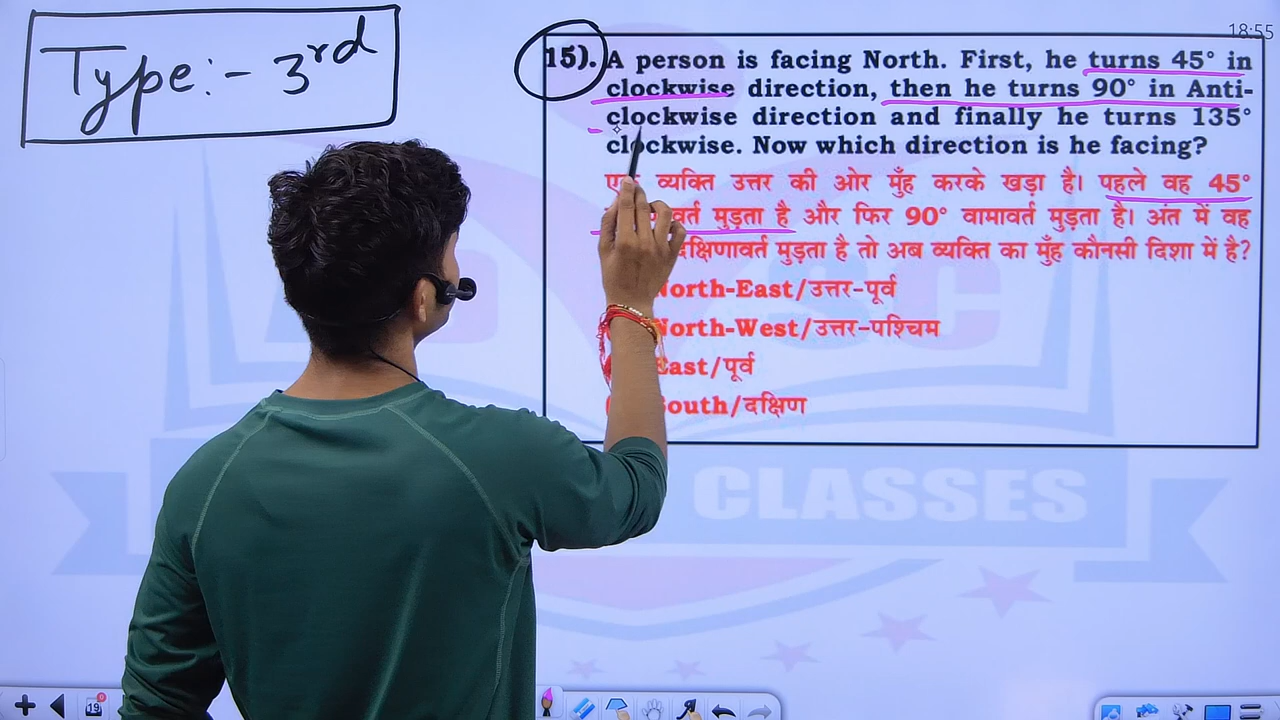 Type:- 3rd
18:55
15). A person is facing North. First, he turns 45° in
clockwise direction, then he turns 90° in Anti-
clockwise direction and finally he turns 135°
clockwise. Now which direction is he facing?
व्यक्ति उत्तर की ओर मुँह करके खड़ा है। पहले वह 45°
मुड़ता है और फिर 90° वामावर्त मुड़ता है। अंत में वह
दक्षिणावर्त मुड़ता है तो अब व्यक्ति का मुँह कौनसी दिशा में है?
North-East/उत्तर-पूर्व
North-West/उत्तर-पश्चिम
East/पूर्व
South/दक्षिण
CLASSES
19